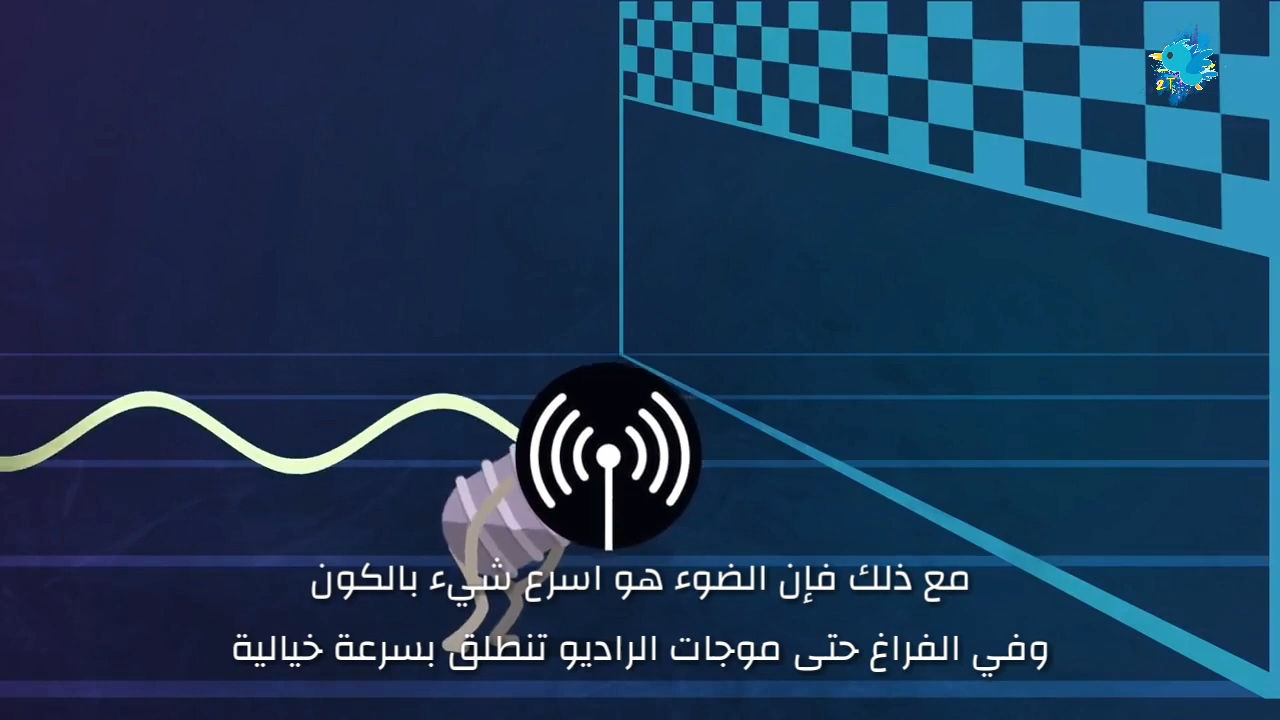 مع ذلك فإن الضوء هو اسرع شيء بالكون
وفي الفراغ حتى موجات الراديو تنطلق بسرعة خيالية